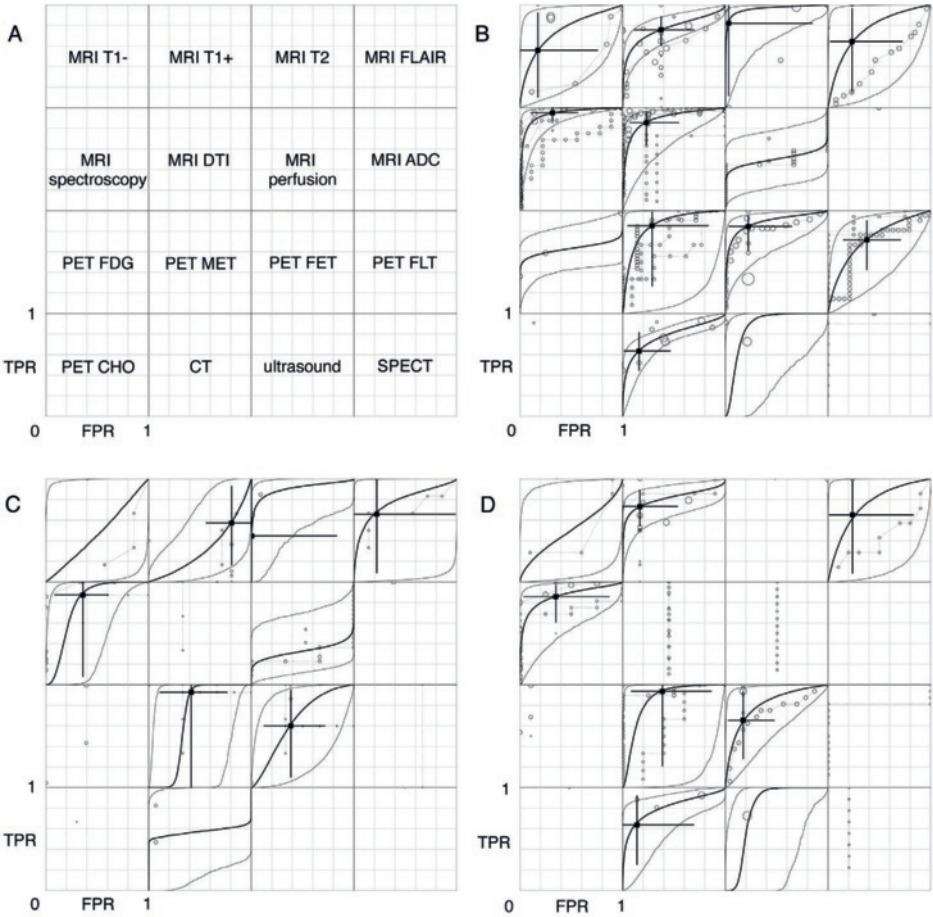 A
MRI T1-
MRI T1+
MRI T2
MRI FLAIR
MRI
spectroscopy
MRI DTI
MRI
perfusion
MRI ADC
PET FDG
PET MET
PET FET
PET FLT
1
TPR
PET CHO
CT
ultrasound
SPECT
0
FPR
1
B
1
TPR
0
FPR
1
C
1
TPR
0
FPR
1
D
1
TPR
0
FPR
1